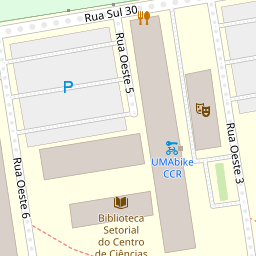 Rua Sul 30
Rua Oeste 5
P
UMAbike
CCR
Rua Oeste 3
Rua Oeste 6
Biblioteca
Setorial
do Centro
de Ciências